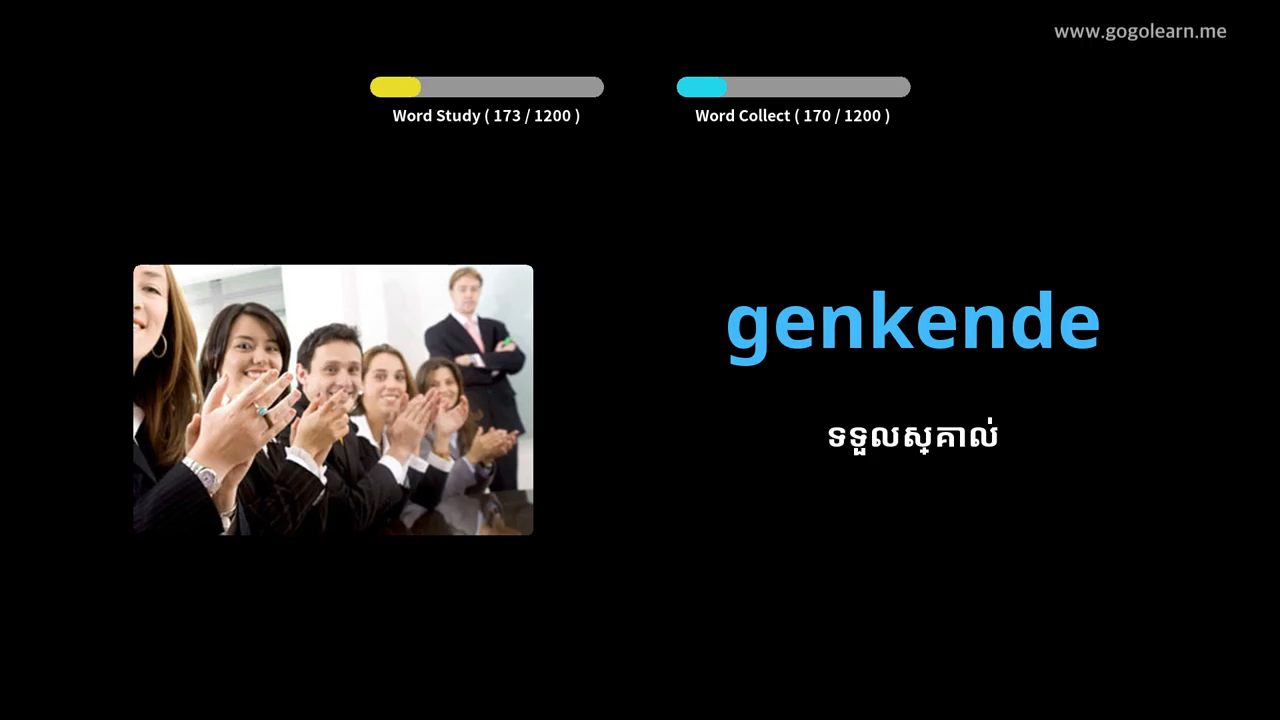 www.gogolearn.me
Word Study ( 173 / 1200 )
Word Collect ( 170 / 1200 )
genkende
ទទួលស្គាល់